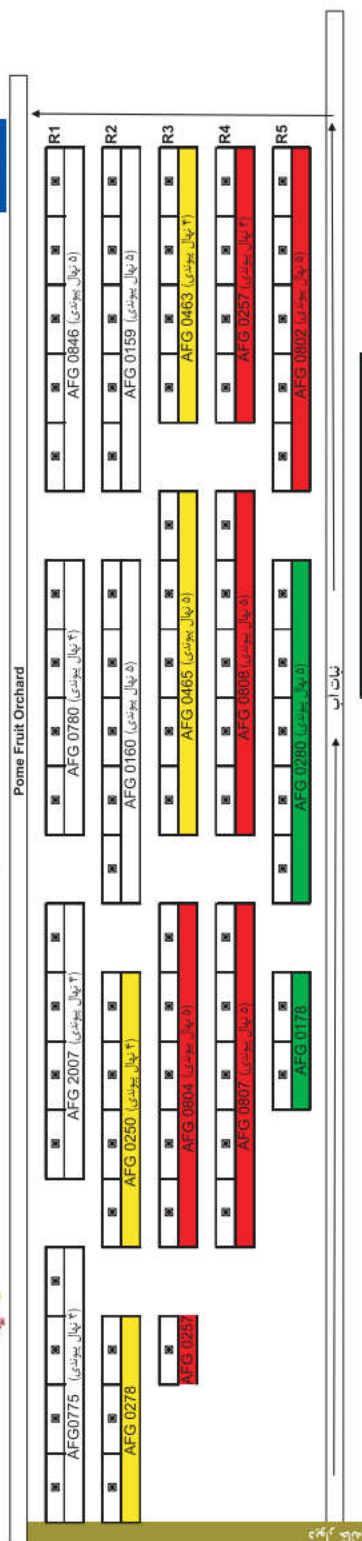 Pome Fruit Orchard
AFG0775 (۴ نهال پیوندی)
AFG 2007 (۴ نهال پیوندی)
AFG 0780 (۴ نهال پیوندی)
AFG 0846 (۵ نهال پیوندی)
R1
AFG 0278
AFG 0250 (۴ نهال پیوندی)
AFG 0160 (۵ نهال پیوندی)
AFG 0159 (۵ نهال پیوندی)
R2
AFG 0257
AFG 0804 (۵ نهال پیوندی)
AFG 0465 (۵ نهال پیوندی)
AFG 0463 (۴ نهال پیوندی)
R3
AFG 0807 (۵ نهال پیوندی)
AFG 0808 (۵ نهال پیوندی)
AFG 0257 (۴ نهال پیوندی)
R4
AFG 0178
AFG 0280 (۵ نهال پیوندی)
AFG 0802 (۵ نهال پیوندی)
R5
دیوار خانه
آب